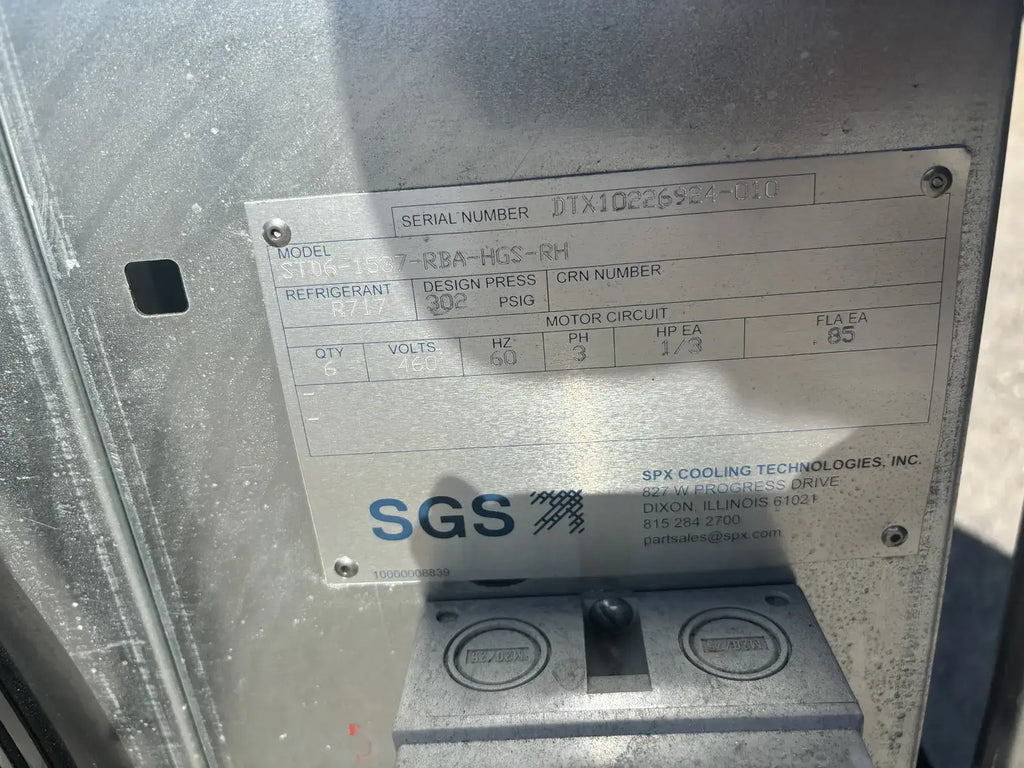 SERIAL NUMBER DTX10226924-010
MODEL
STD6-1587-RBA-HGS-RH
REFRIGERANT DESIGN PRESS CRN NUMBER
R717 302 PSIG
MOTOR CIRCUIT
QTY VOLTS HZ PH HP EA FLA EA
6 460 60 3 1/3 .85
SGS
SPX COOLING TECHNOLOGIES, INC.
827 W PROGRESS DRIVE
DIXON, ILLINOIS 61021
815 284 2700
partsales@spx.com
10000008839